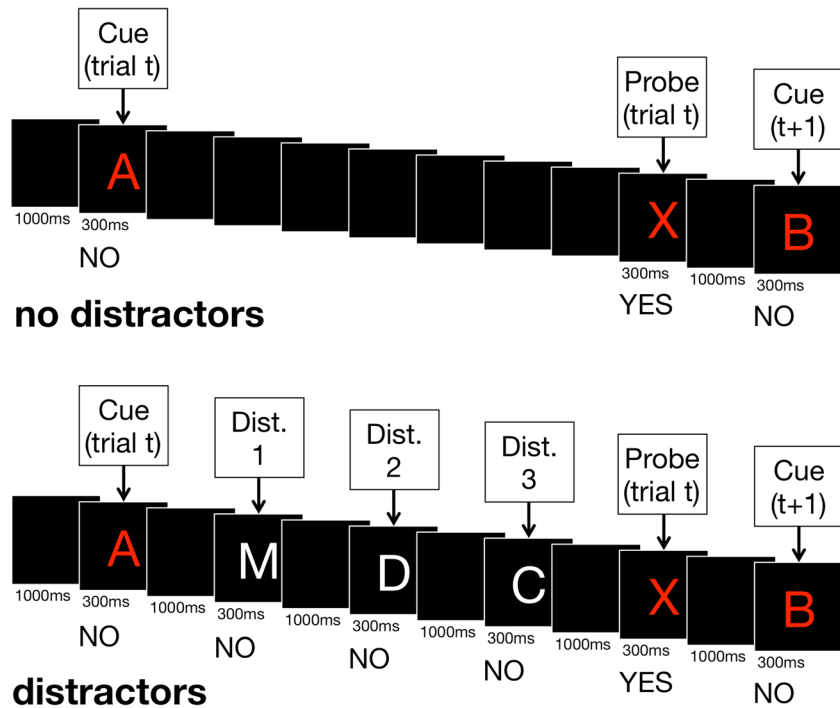 Cue
(trial t)
Probe
(trial t)
Cue
(t+1)
A
X
B
1000ms
300ms
300ms
1000ms
300ms
NO
YES
NO
no distractors
Cue
(trial t)
Dist.
1
Dist.
2
Dist.
3
Probe
(trial t)
Cue
(t+1)
A
M
D
C
X
B
1000ms
300ms
1000ms
300ms
1000ms
300ms
1000ms
300ms
1000ms
300ms
1000ms
300ms
NO
NO
NO
NO
YES
NO
distractors